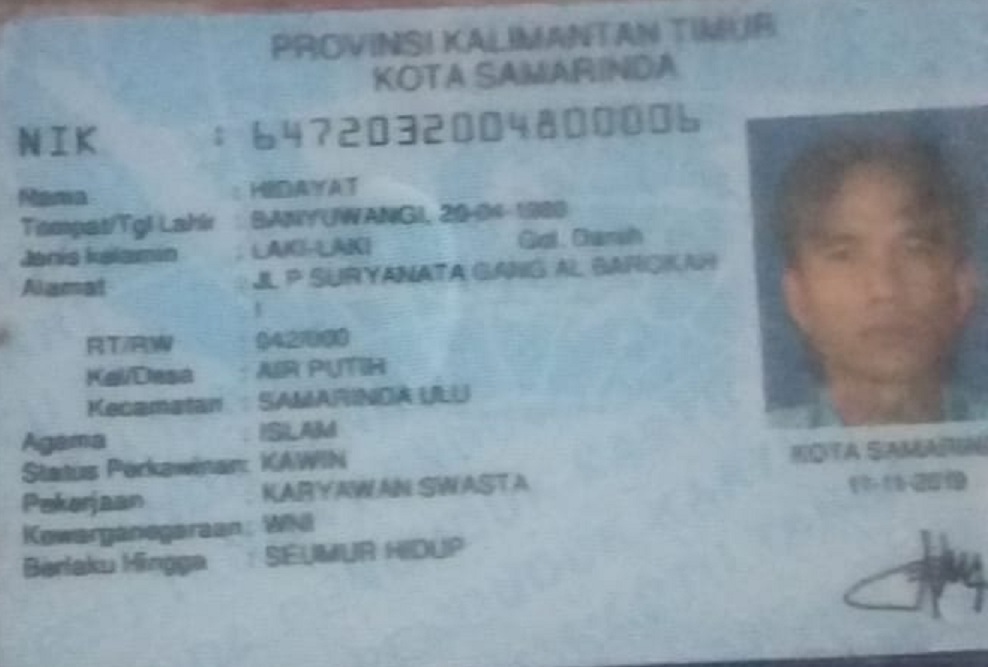 PROVINSI KALIMANTAN TIMUR
KOTA SAMARINDA
NIK : 6472032004800006
Nama : HIDAYAT
Tempat/Tgl Lahir : BANYUWANGI, 20-04-1980
Jenis kelamin : LAKI-LAKI Gol. Darah
Alamat : JL P SURYANATA GANG AL BAROKAH
I
RT/RW : 042/000
Kel/Desa : AIR PUTIH
Kecamatan : SAMARINDA ULU
Agama : ISLAM
Status Perkawinan: KAWIN
Pekerjaan : KARYAWAN SWASTA
Kewarganegaraan: WNI
Berlaku Hingga : SEUMUR HIDUP
KOTA SAMARIN
11-11-2019